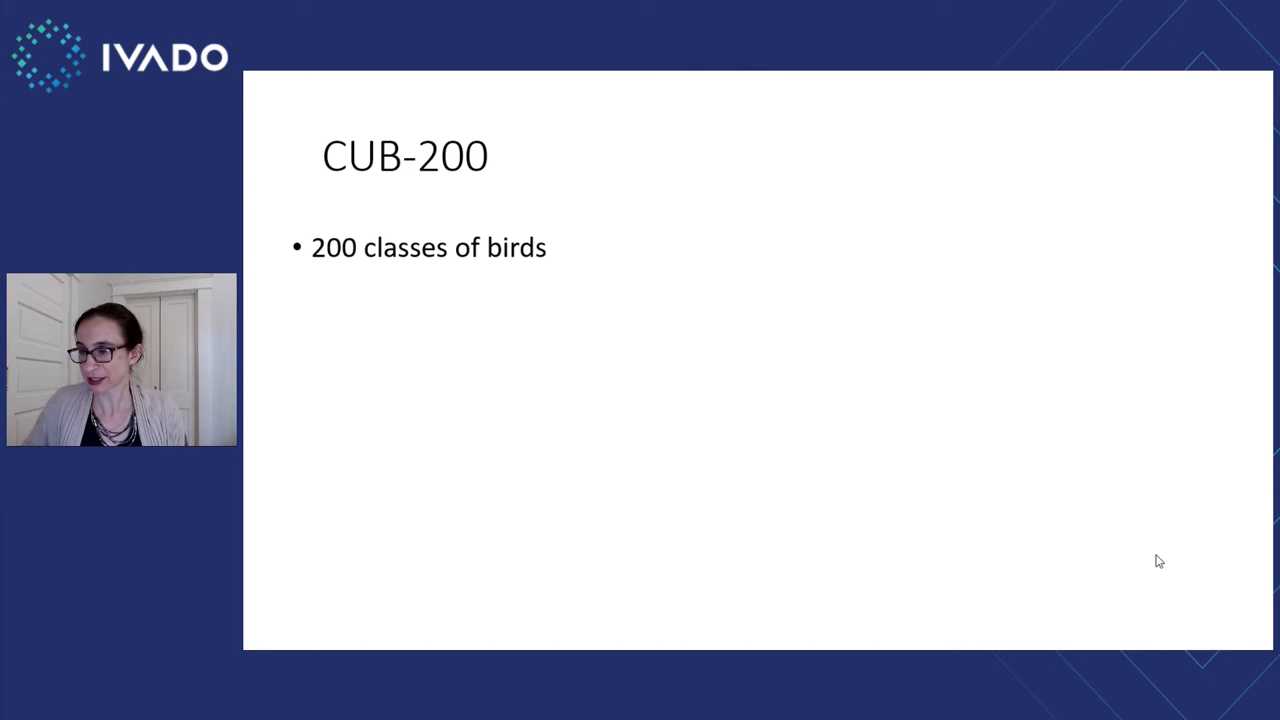 IVADO
CUB-200
• 200 classes of birds